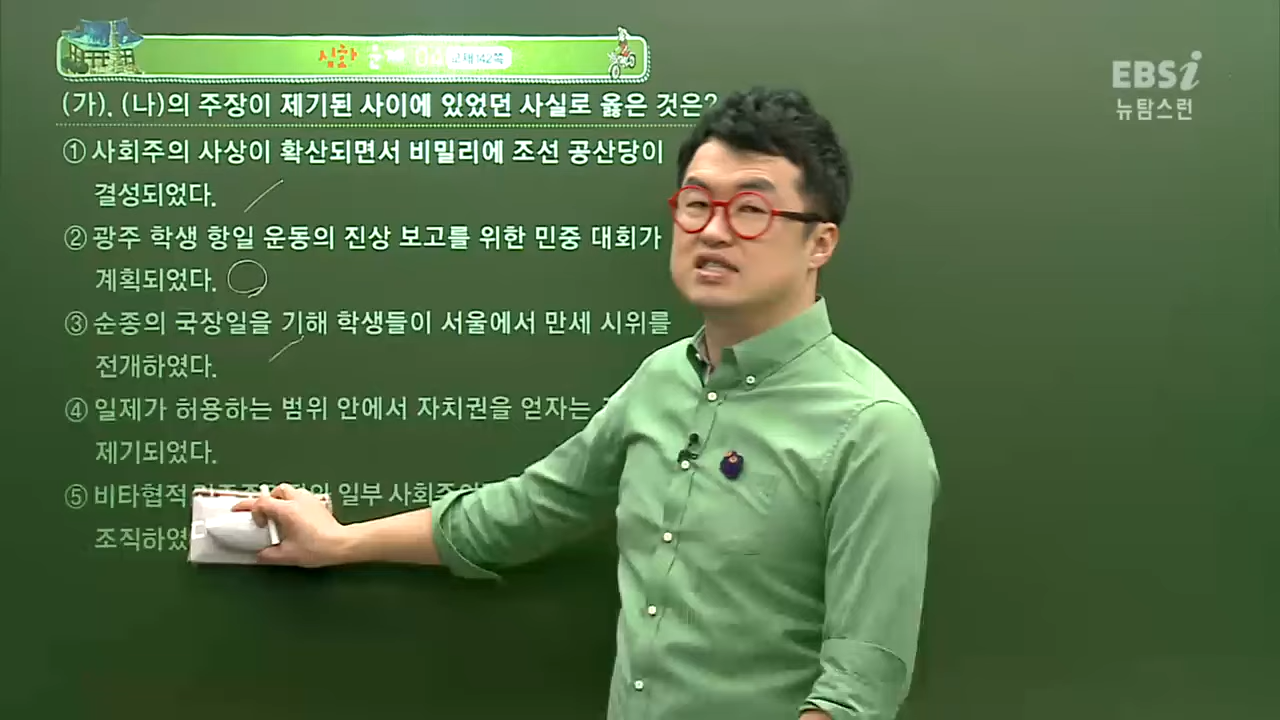 심화 문제 04 교재 142쪽
EBSi
뉴탐스런
(가), (나)의 주장이 제기된 사이에 있었던 사실로 옳은 것은?
① 사회주의 사상이 확산되면서 비밀리에 조선 공산당이
결성되었다.
② 광주 학생 항일 운동의 진상 보고를 위한 민중 대회가
계획되었다.
③ 순종의 국장일을 기해 학생들이 서울에서 만세 시위를
전개하였다.
④ 일제가 허용하는 범위 안에서 자치권을 얻자는
제기되었다.
⑤ 비타협적 일부
조직하였